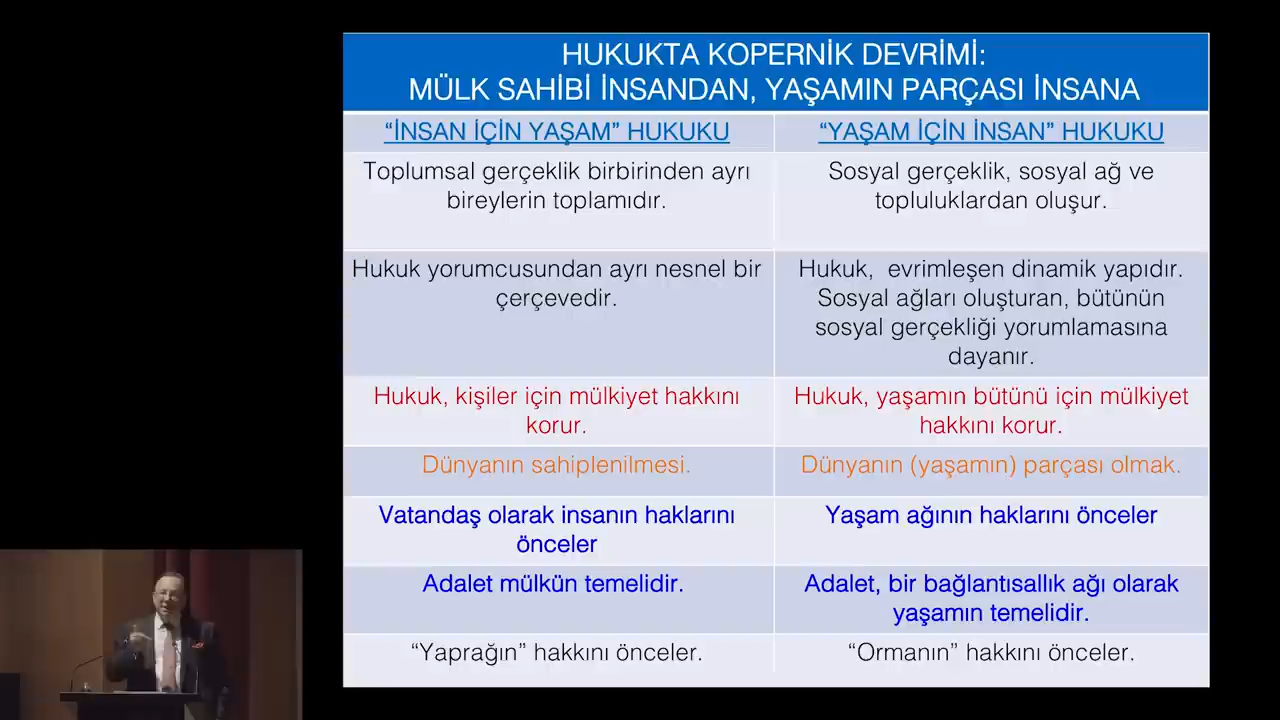 HUKUKTA KOPERNİK DEVRİMİ:
MÜLK SAHİBİ İNSANDAN, YAŞAMIN PARÇASI İNSANA
“İNSAN İÇİN YAŞAM” HUKUKU
“YAŞAM İÇİN İNSAN” HUKUKU
Toplumsal gerçeklik birbirinden ayrı
bireylerin toplamıdır.
Sosyal gerçeklik, sosyal ağ ve
topluluklardan oluşur.
Hukuk yorumcusundan ayrı nesnel bir
çerçevedir.
Hukuk, evrimleşen dinamik yapıdır.
Sosyal ağları oluşturan, bütünün
sosyal gerçekliği yorumlamasına
dayanır.
Hukuk, kişiler için mülkiyet hakkını
korur.
Hukuk, yaşamın bütünü için mülkiyet
hakkını korur.
Dünyanın sahiplenilmesi.
Dünyanın (yaşamın) parçası olmak.
Vatandaş olarak insanın haklarını
önceler
Yaşam ağının haklarını önceler
Adalet mülkün temelidir.
Adalet, bir bağlantısallık ağı olarak
yaşamın temelidir.
“Yaprağın” hakkını önceler.
“Ormanın” hakkını önceler.